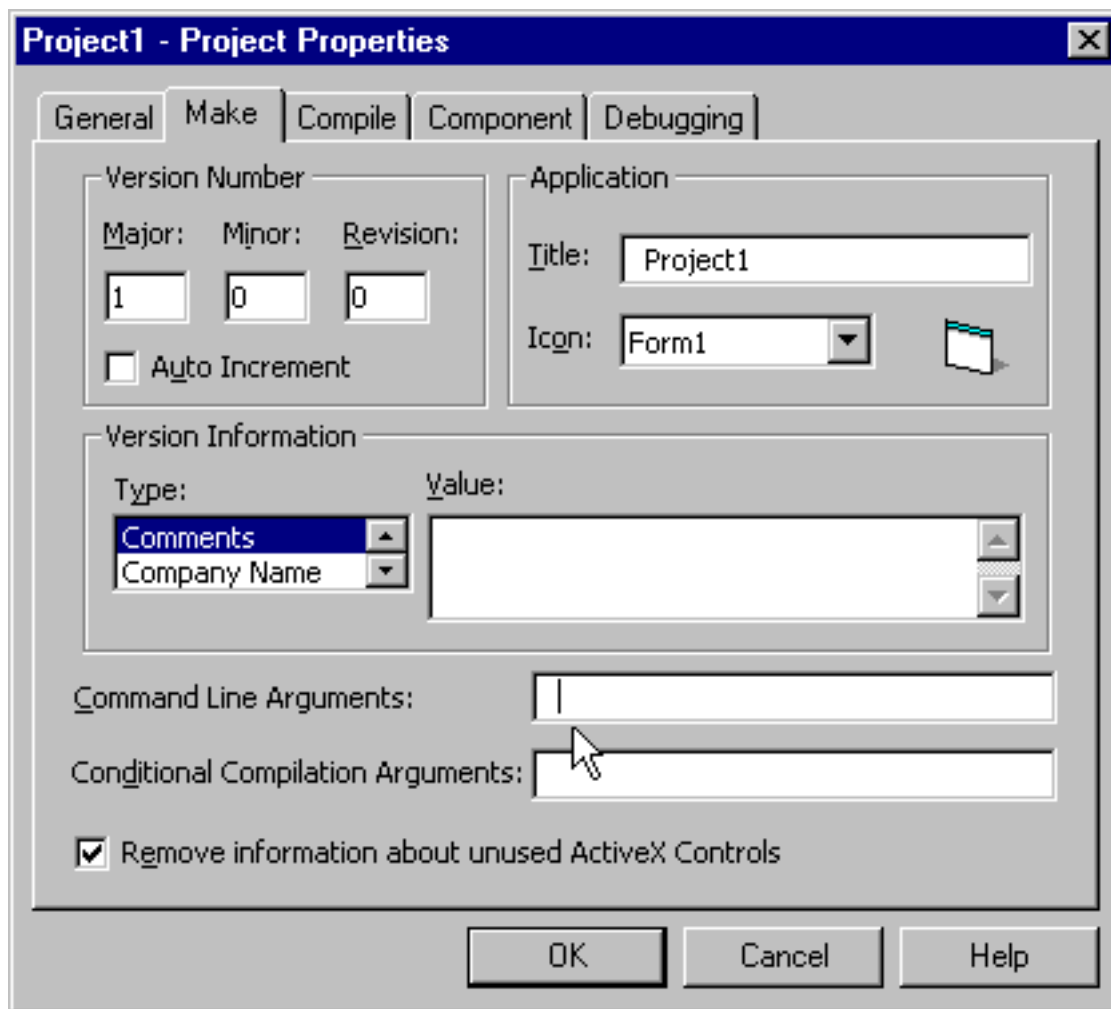 Project1 - Project Properties
General Make Compile Component Debugging
Version Number
Major: Minor: Revision:
1 0 0
Auto Increment
Application
Title: Project1
Icon: Form1
Version Information
Type: Value:
Comments
Company Name
Command Line Arguments:
Conditional Compilation Arguments:
Remove information about unused ActiveX Controls
OK Cancel Help